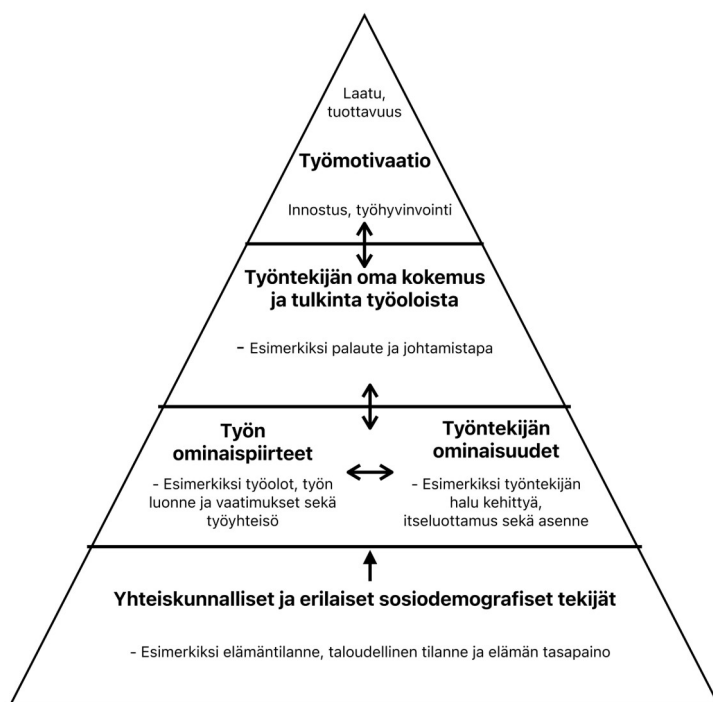 Laatu,
tuottavuus
Työmotivaatio
Innostus, työhyvinvointi
Työntekijän oma kokemus
ja tulkinta työoloista
- Esimerkiksi palaute ja johtamistapa
Työn
ominaispiirteet
- Esimerkiksi työolot, työn
luonne ja vaatimukset sekä
työyhteisö
Työntekijän
ominaisuudet
- Esimerkiksi työntekijän
halu kehittyä,
itseluottamus sekä asenne
Yhteiskunnalliset ja erilaiset sosiodemografiset tekijät
- Esimerkiksi elämäntilanne, taloudellinen tilanne ja elämän tasapaino